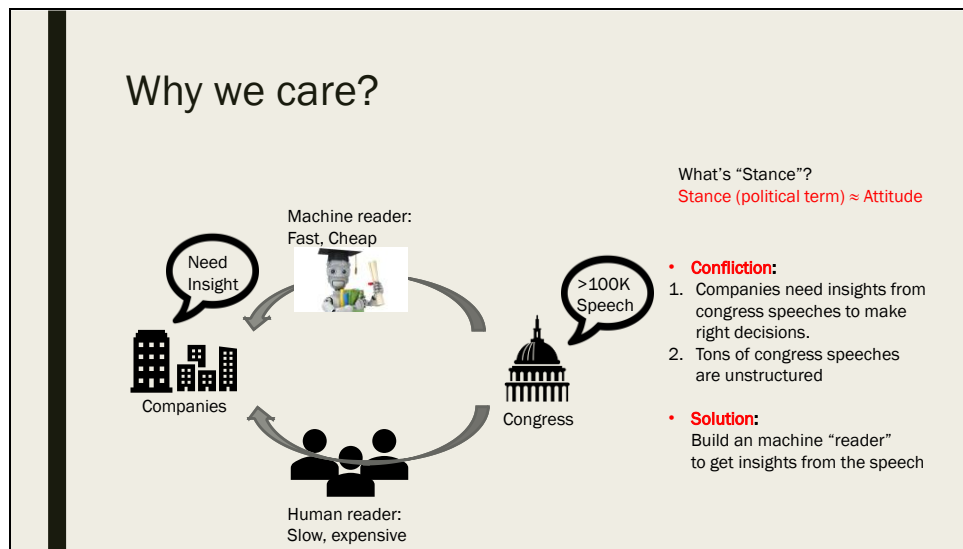 Why we care?
What's “Stance”?
Stance (political term) ≈ Attitude
Machine reader:
Fast, Cheap
Need
Insight
>100K
Speech
Companies
Congress
Human reader:
Slow, expensive
• Confliction:
1. Companies need insights from
congress speeches to make
right decisions.
2. Tons of congress speeches
are unstructured
• Solution:
Build an machine “reader”
to get insights from the speech